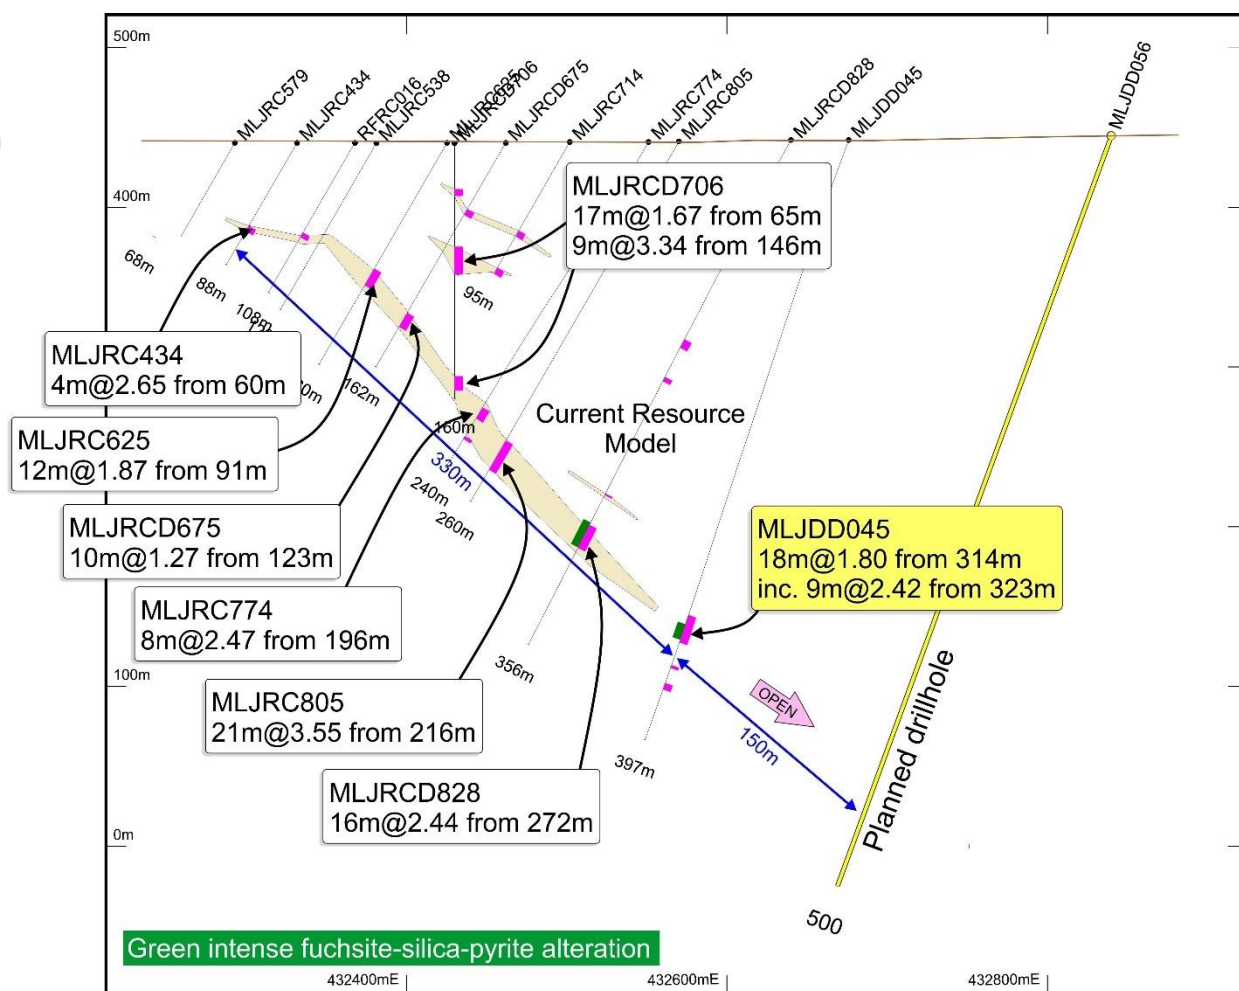 500m
MLJRC579
MLJRC434
RFRC016
MLJRC538
MLJRC625
MLJRCD706
MLJRCD675
MLJRC714
MLJRC774
MLJRC805
MLJRCD828
MLJDD045
MLJDD056
400m
MLJRCD706
17m@1.67 from 65m
9m@3.34 from 146m
68m
88m
108m
95m
162m
160m
330m
240m
260m
MLJRC434
4m@2.65 from 60m
Current Resource
Model
MLJRC625
12m@1.87 from 91m
MLJRCD675
10m@1.27 from 123m
MLJDD045
18m@1.80 from 314m
inc. 9m@2.42 from 323m
MLJRC774
8m@2.47 from 196m
356m
100m
MLJRC805
21m@3.55 from 216m
OPEN
150m
397m
MLJRCD828
16m@2.44 from 272m
Planned drillhole
0m
500
Green intense fuchsite-silica-pyrite alteration
432400mE
432600mE
432800mE